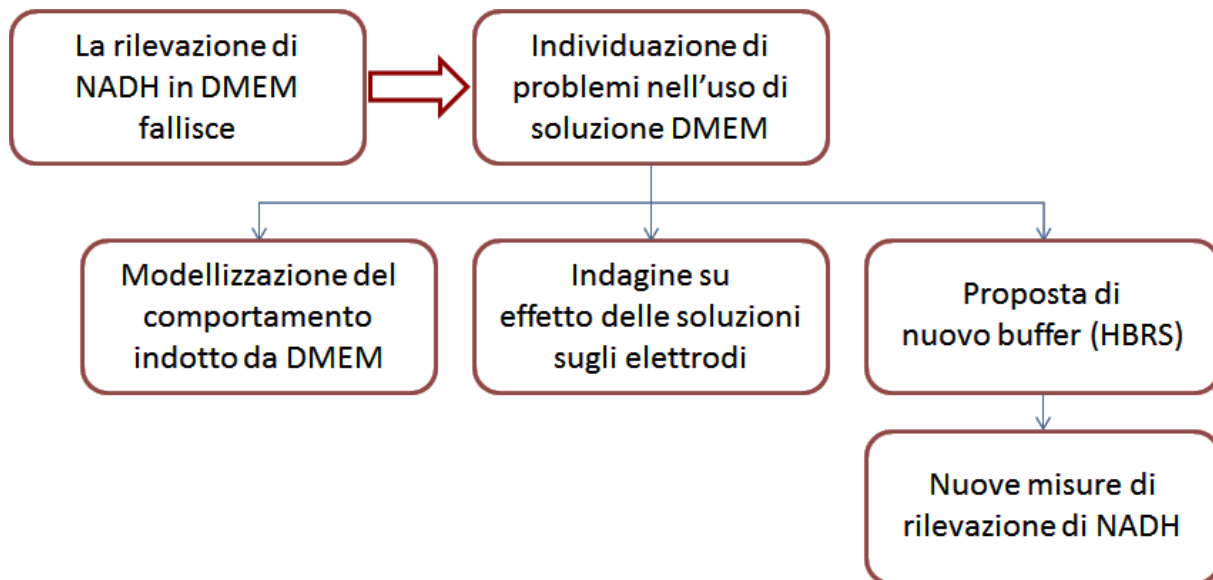 La rilevazione di
NADH in DMEM
fallisce
Individuazione di
problemi nell'uso di
soluzione DMEM
Modellizzazione del
comportamento
indotto da DMEM
Indagine su
effetto delle soluzioni
sugli elettrodi
Proposta di
nuovo buffer (HBRS)
Nuove misure di
rilevazione di NADH